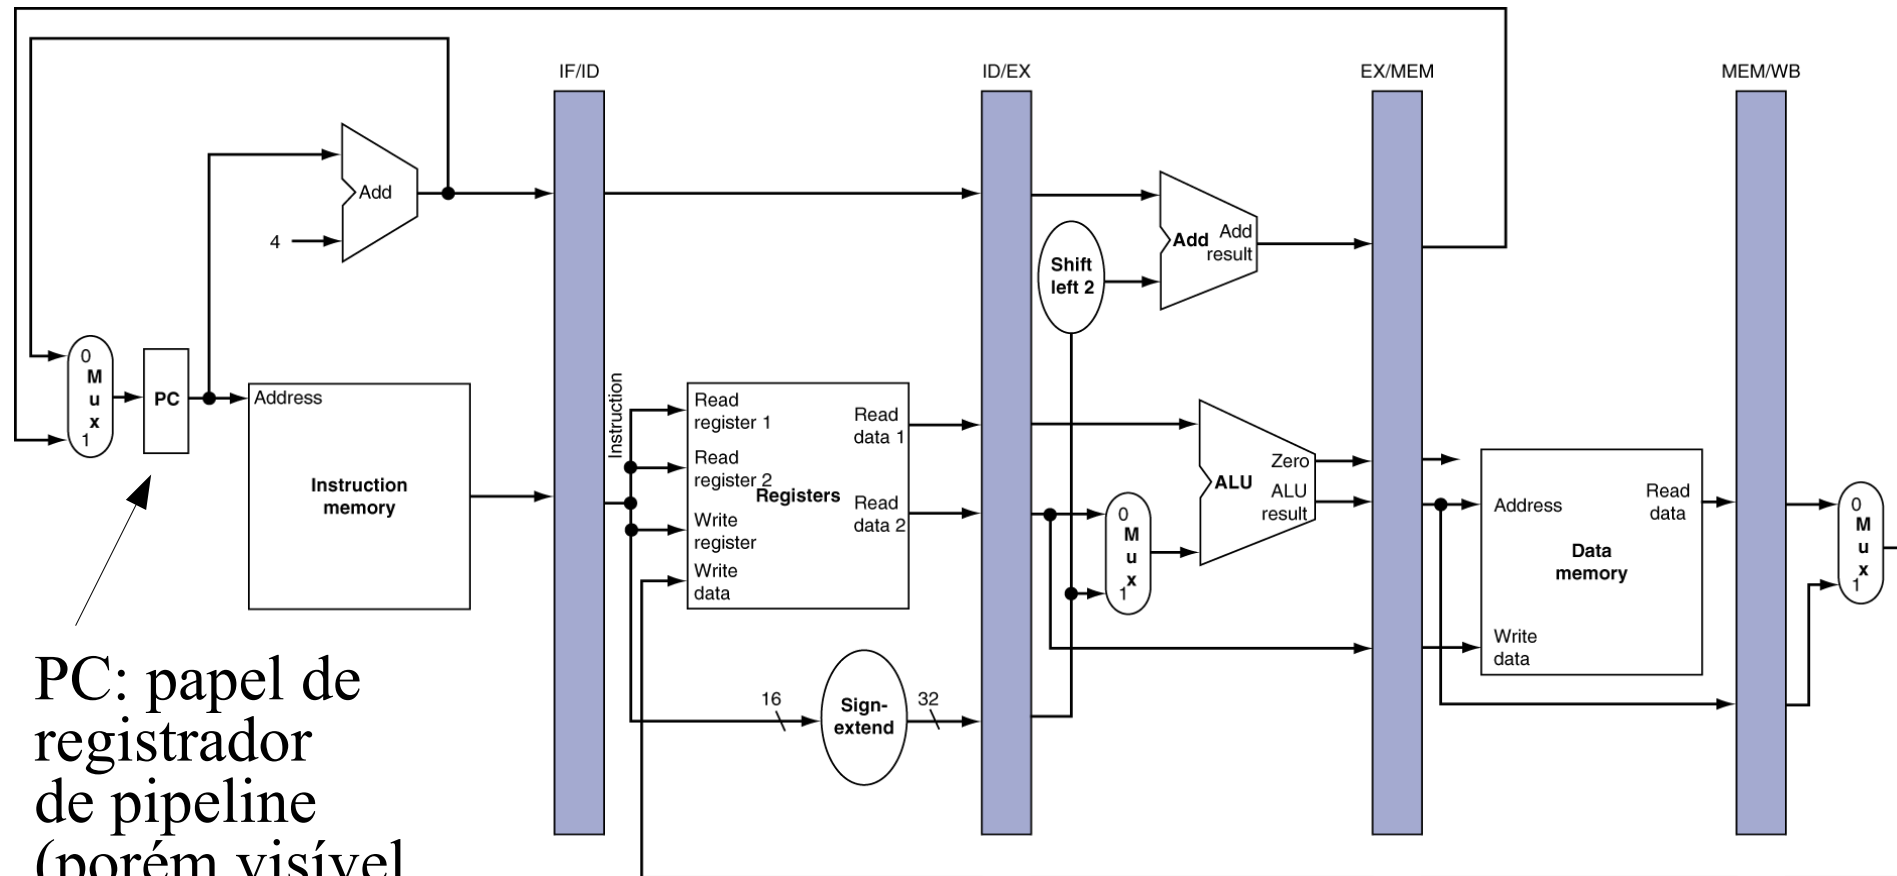 IF/ID
ID/EX
EX/MEM
MEM/WB
Add
4
Add
Add
result
Shift
left 2
0
M
u
x
1
PC
Address
Instruction
memory
Instruction
Read
register 1
Read
register 2
Write
register
Write
data
Registers
Read
data 1
Read
data 2
16
Sign-
extend
32
0
M
u
x
1
ALU
Zero
ALU
result
Address
Read
data
Data
memory
Write
data
0
M
u
x
1
PC: papel de
registrador
de pipeline
(porém visível